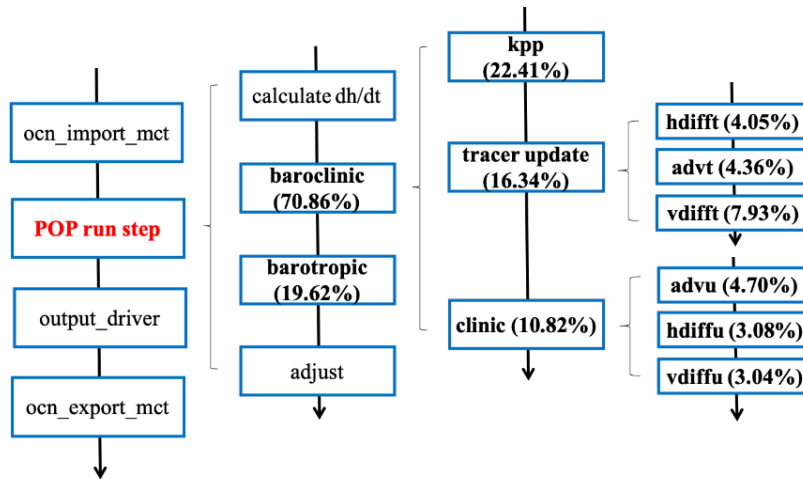 ocn_import_mct
POP run step
output_driver
ocn_export_mct
calculate dh/dt
baroclinic
(70.86%)
barotropic
(19.62%)
adjust
kpp
(22.41%)
tracer update
(16.34%)
clinic (10.82%)
hdifft (4.05%)
advt (4.36%)
vdifft (7.93%)
advu (4.70%)
hdiffu (3.08%)
vdiffu (3.04%)